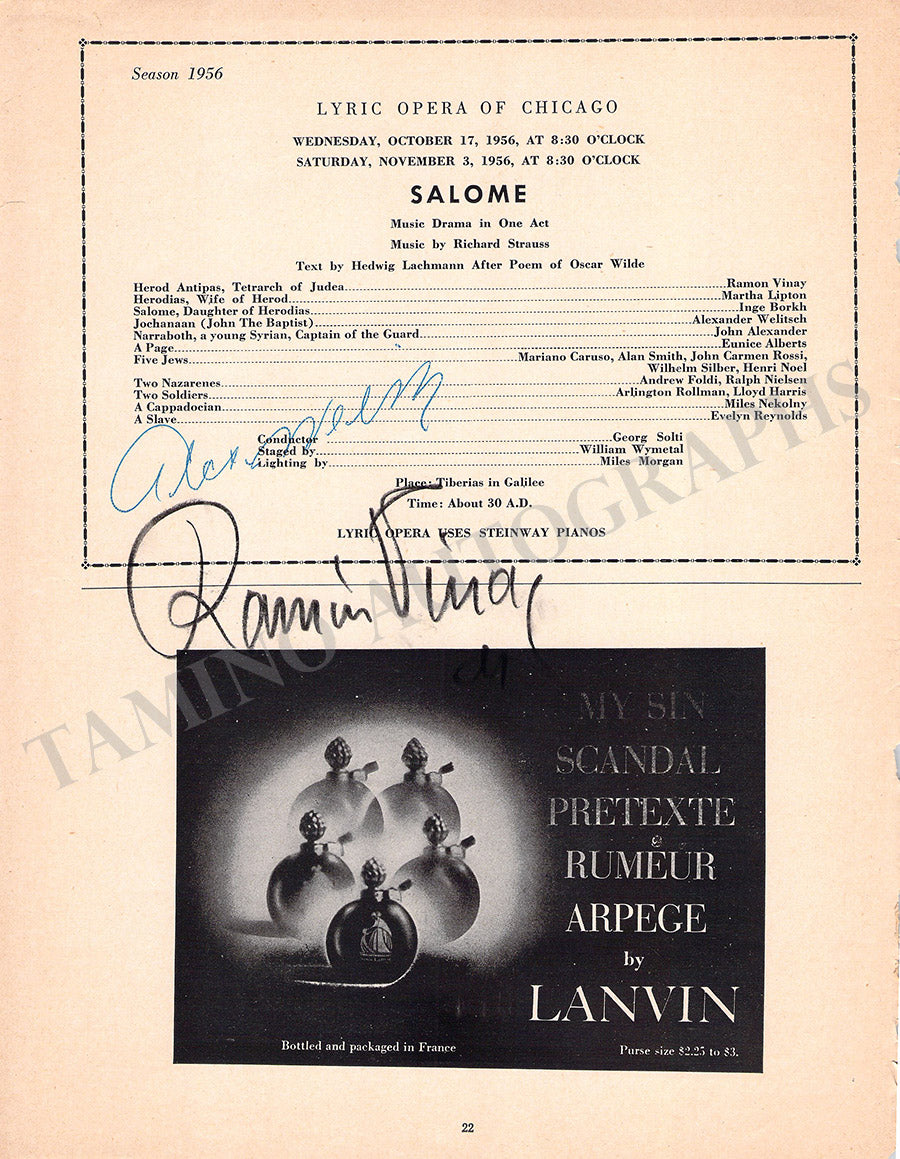 Season 1956
LYRIC OPERA OF CHICAGO
WEDNESDAY, OCTOBER 17, 1956, AT 8:30 O'CLOCK
SATURDAY, NOVEMBER 3, 1956, AT 8:30 O'CLOCK
SALOME
Music Drama in One Act
Music by Richard Strauss
Text by Hedwig Lachmann After Poem of Oscar Wilde
Herod Antipas, Tetrarch of Judea Ramon Vinay
Herodias, Wife of Herod Martha Lipton
Salome, Daughter of Herodias Inge Borkh
Jochanaan (John The Baptist) Alexander Welitsch
Narraboth, a young Syrian, Captain of the Guard John Alexander
A Page Eunice Alberts
Five Jews Mariano Caruso, Alan Smith, John Carmen Rossi,
Wilhelm Silber, Henri Noel
Two Nazarenes Andrew Foldi, Ralph Nielsen
Two Soldiers Arlington Rollman, Lloyd Harris
A Cappadocian Miles Nekolny
A Slave Evelyn Reynolds
Conductor Georg Solti
Staged by William Wymetal
Lighting by Miles Morgan
Place: Tiberias in Galilee
Time: About 30 A.D.
LYRIC OPERA USES STEINWAY PIANOS
Ramon Vinay
TAMINO AUTOGRAPHS
MY SIN
SCANDAL
PRETEXTE
RUMEUR
ARPEGE
by
LANVIN
Bottled and packaged in France
Purse size $2.25 to $3.
22